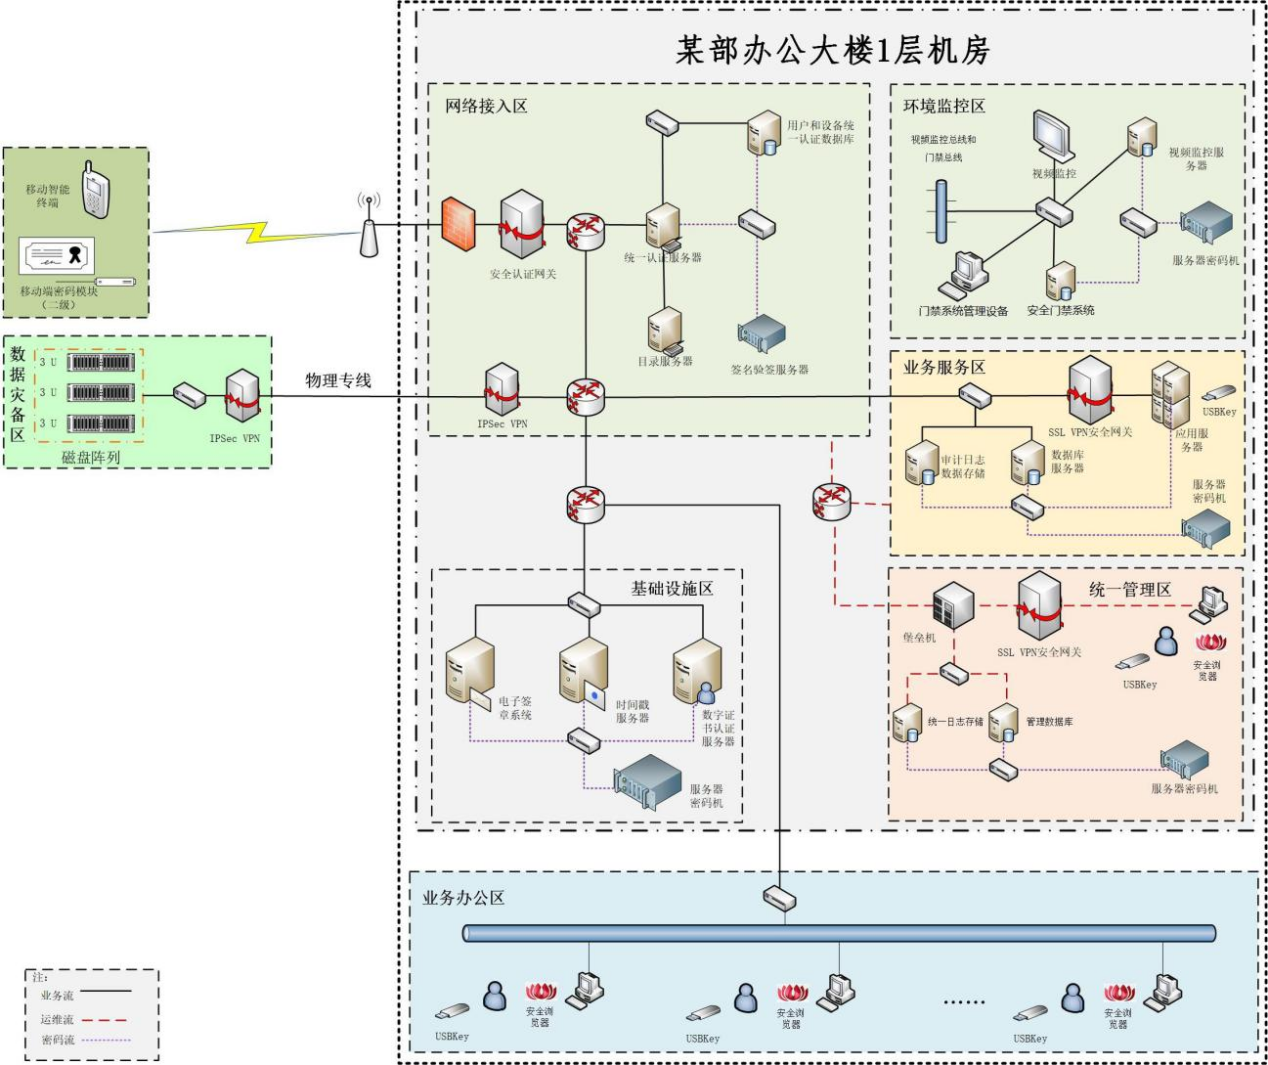 某部办公大楼1层机房
网络接入区
用户和设备统
一认证数据库
安全认证网关
统一认证服务器
目录服务器
签名验签服务器
IPSec VPN
环境监控区
视频监控总线和
门禁总线
视频监控
视频监控服
务器
服务器密码机
门禁系统管理设备
安全门禁系统
移动智能
终端
移动端密码模块
（二级）
数据灾备区
3 U
3 U
3 U
磁盘阵列
IPSec VPN
物理专线
业务服务区
USBKey
SSL VPN安全网关
应用服
务器
审计日志
数据存储
数据库
服务器
服务器
密码机
基础设施区
电子签
章系统
时间戳
服务器
数字证
书认证
服务器
服务器
密码机
统一管理区
堡垒机
SSL VPN安全网关
USBKey
安全浏
览器
统一日志存储
管理数据库
服务器密码机
业务办公区
USBKey
安全浏
览器
USBKey
安全浏
览器
......
USBKey
安全浏
览器
注:
业务流
运维流
密码流